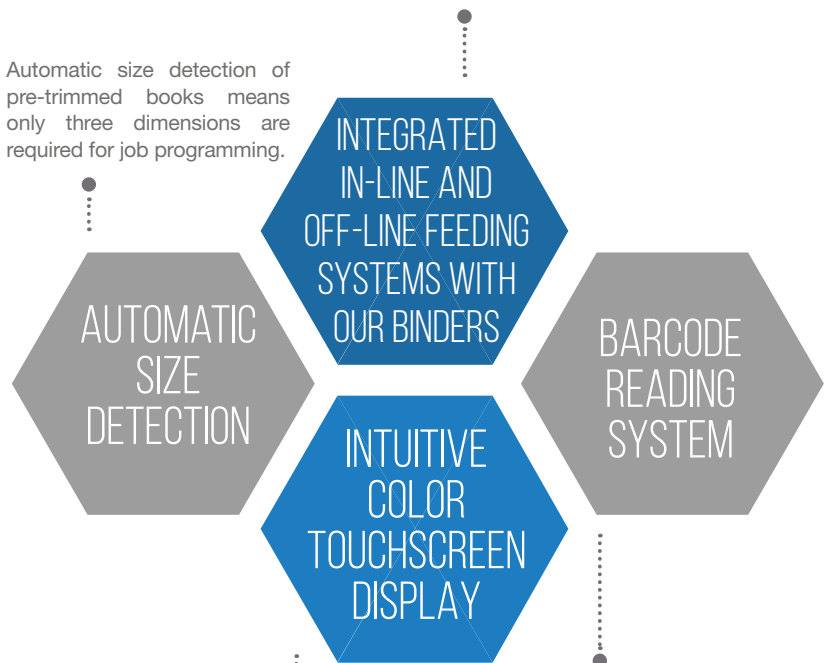 Automatic size detection of
pre-trimmed books means
only three dimensions are
required for job programming.
INTEGRATED
IN-LINE AND
OFF-LINE FEEDING
SYSTEMS WITH
OUR BINDERS
AUTOMATIC
SIZE
DETECTION
BARCODE
READING
SYSTEM
INTUITIVE
COLOR
TOUCHSCREEN
DISPLAY